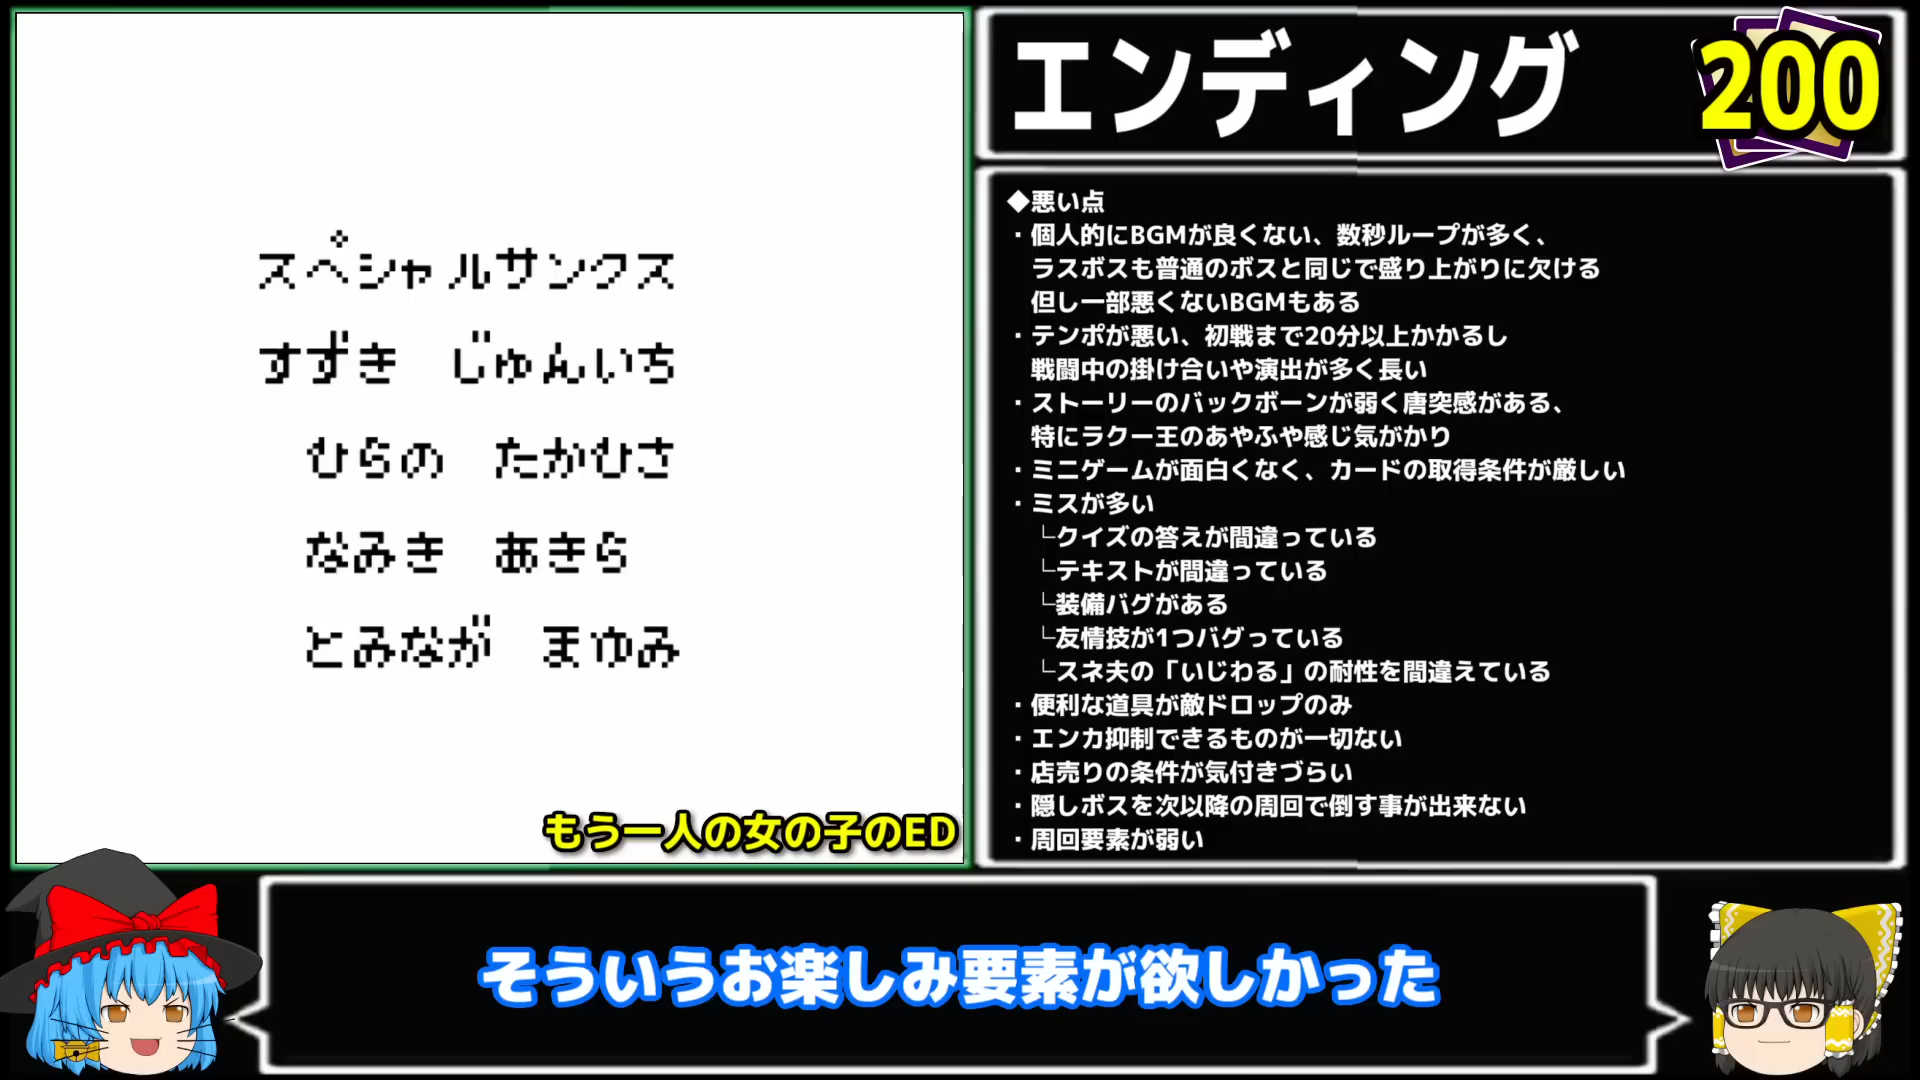 スペシャルサンクス
すずき じゅんいち
ひらの たかひさ
なみき あきら
とみなが まゆみ
もう一人の女の子のED
エンディング
200
◆悪い点
・個人的にBGMが良くない、数秒ループが多く、
ラスボスも普通のボスと同じで盛り上がりに欠ける
但し一部悪くないBGMもある
・テンポが悪い、初戦まで20分以上かかるし
戦闘中の掛け合いや演出が多く長い
・ストーリーのバックボーンが弱く唐突感がある、
特にラクー王のあやふや感じ気がかり
・ミニゲームが面白くなく、カードの取得条件が厳しい
・ミスが多い
└クイズの答えが間違っている
└テキストが間違っている
└装備バグがある
└友情技が1つバグっている
└スネ夫の「いじわる」の耐性を間違えている
・便利な道具が敵ドロップのみ
・エンカ抑制できるものが一切ない
・店売りの条件が気付きづらい
・隠しボスを次以降の周回で倒す事が出来ない
・周回要素が弱い
そういうお楽しみ要素が欲しかった